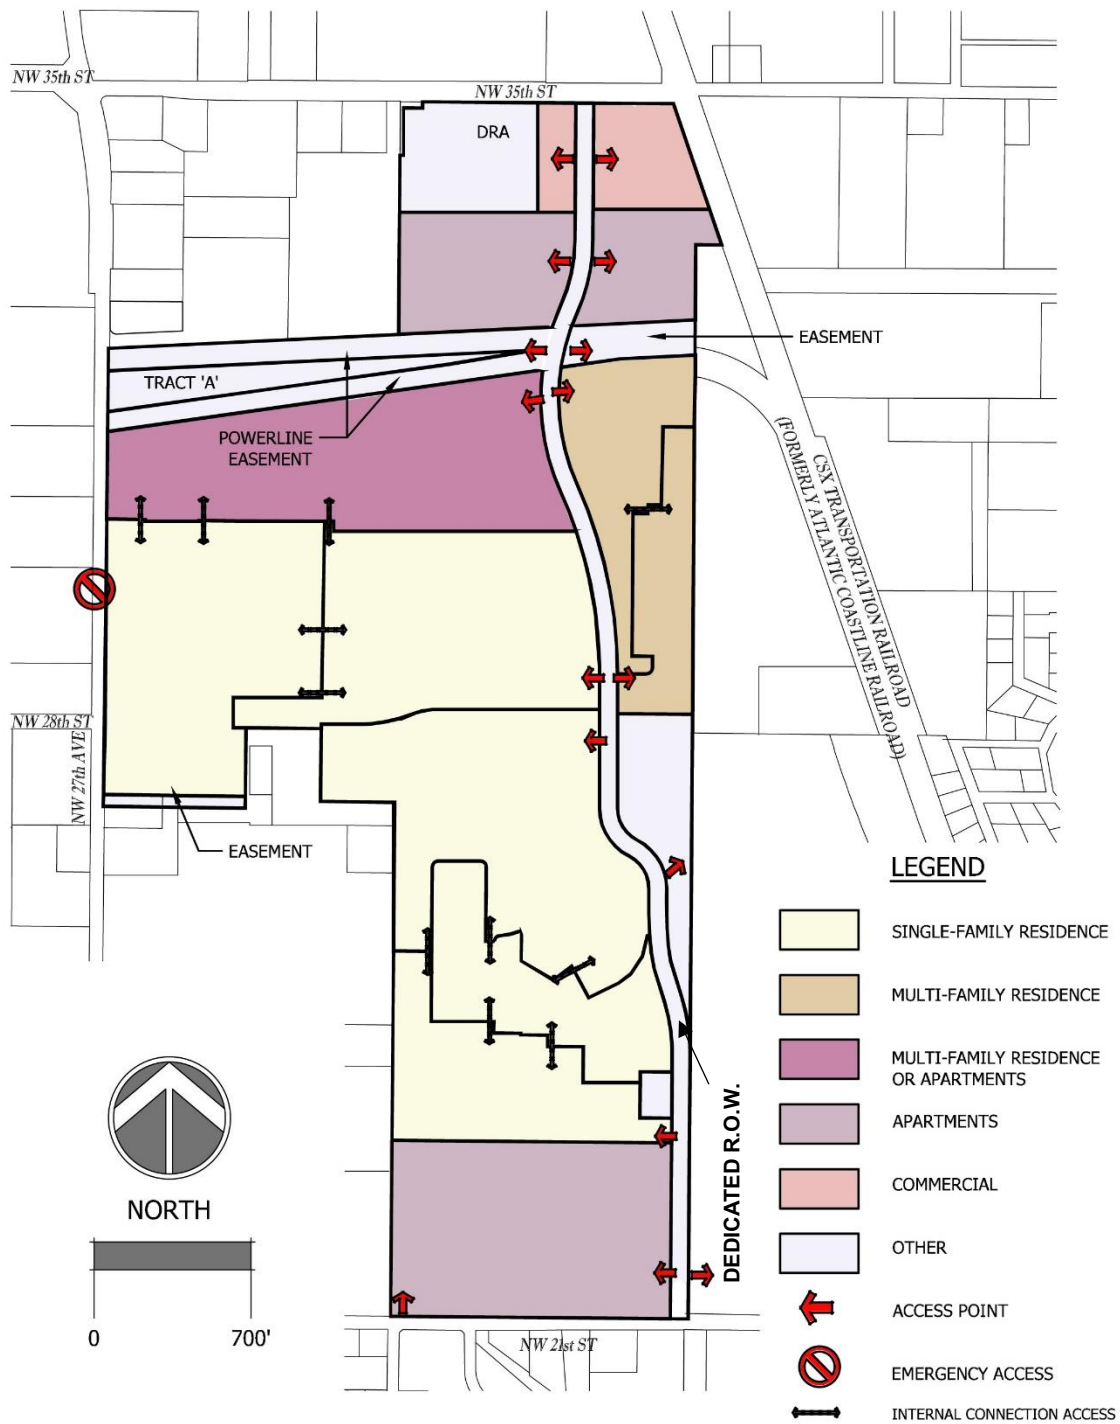 NW 35th ST
NW 35th ST
DRA
EASEMENT
TRACT 'A'
POWERLINE
EASEMENT
CSX TRANSPORTATION RAILROAD
(FORMERLY ATLANTIC COASTLINE RAILROAD)
NW 28th ST
NW 27th AVE
EASEMENT
LEGEND
SINGLE-FAMILY RESIDENCE
MULTI-FAMILY RESIDENCE
MULTI-FAMILY RESIDENCE
OR APARTMENTS
APARTMENTS
COMMERCIAL
OTHER
ACCESS POINT
EMERGENCY ACCESS
INTERNAL CONNECTION ACCESS
DEDICATED R.O.W.
NORTH
0 700'
NW 21st ST